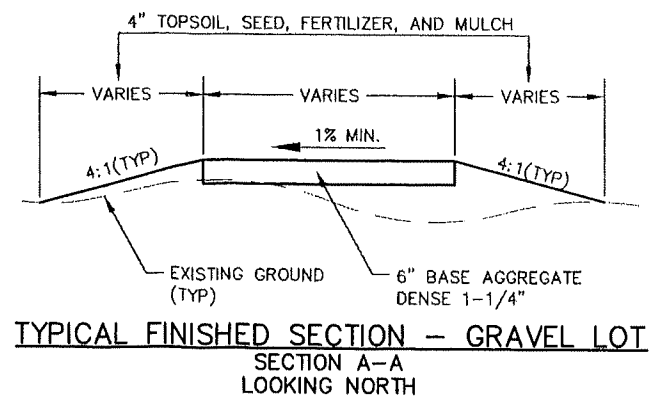 4" TOPSOIL, SEED, FERTILIZER, AND MULCH
VARIES
VARIES
VARIES
1% MIN.
4:1(TYP)
4:1(TYP)
EXISTING GROUND
(TYP)
6" BASE AGGREGATE
DENSE 1-1/4"
TYPICAL FINISHED SECTION - GRAVEL LOT
SECTION A-A
LOOKING NORTH